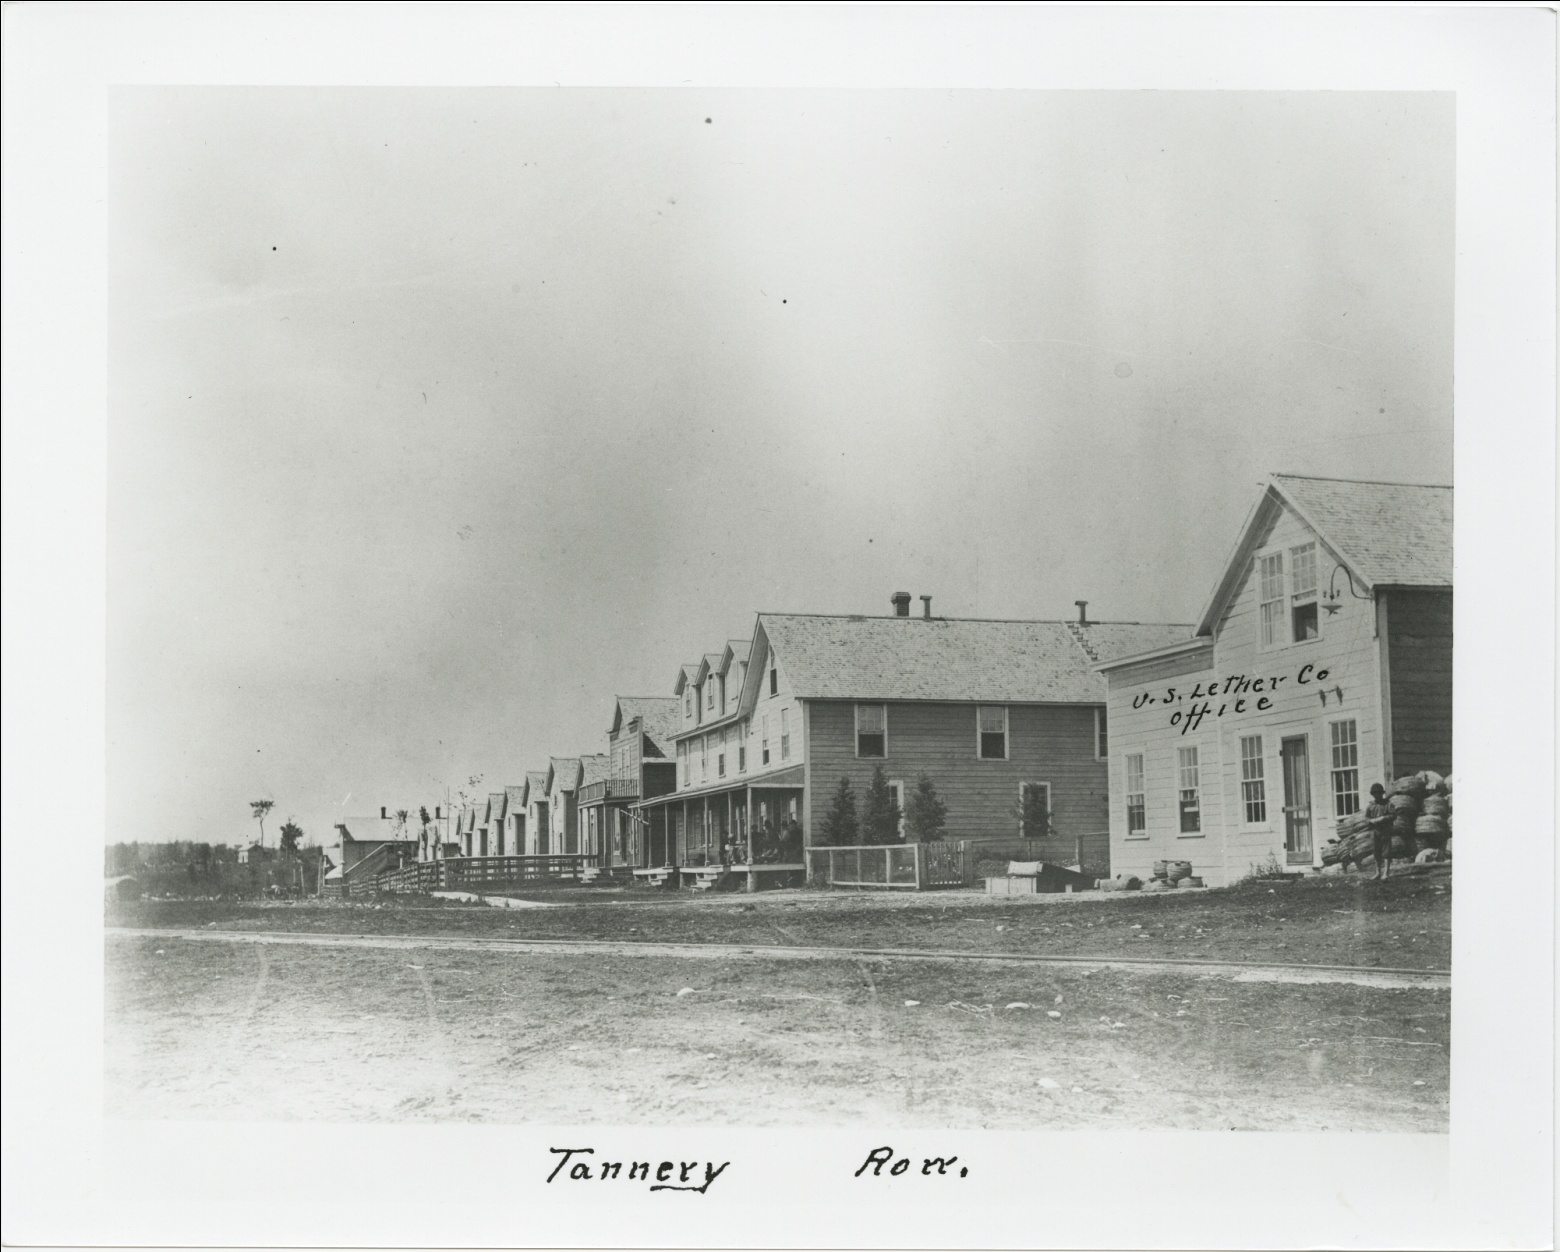 U.S. LeTHer Co
OFFICE
Tannery Row.